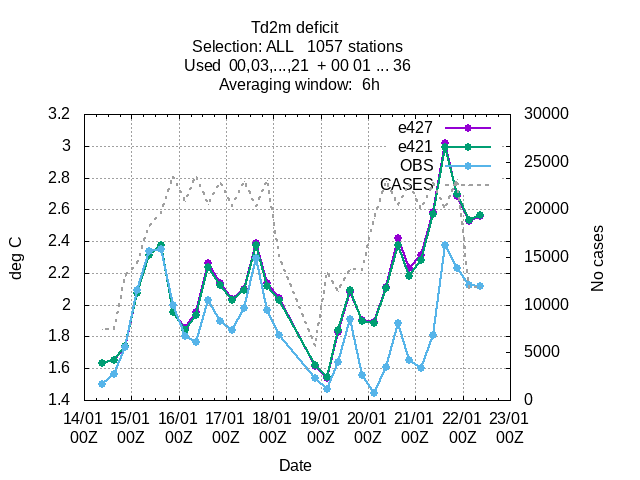 Td2m deficit
Selection: ALL   1057 stations
Used  00,03,...,21  + 00 01 ... 36
Averaging window:  6h
3.2
3
2.8
2.6
2.4
2.2
2
1.8
1.6
1.4
deg C
30000
25000
20000
15000
10000
5000
0
No cases
e427
e421
OBS
CASES
14/01 15/01 16/01 17/01 18/01 19/01 20/01 21/01 22/01 23/01
00Z 00Z 00Z 00Z 00Z 00Z 00Z 00Z 00Z 00Z
Date